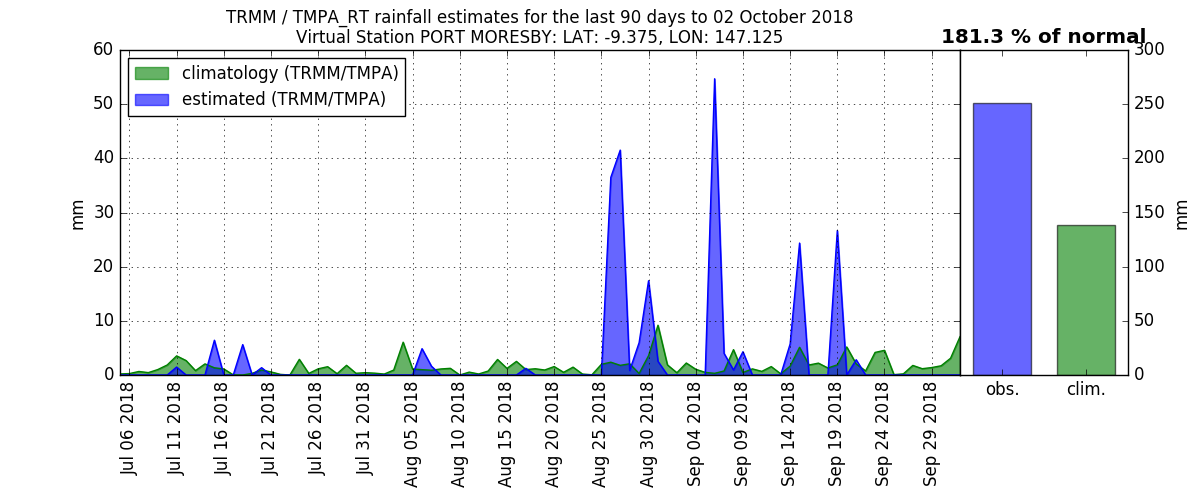 TRMM / TMPA_RT rainfall estimates for the last 90 days to 02 October 2018
Virtual Station PORT MORESBY: LAT: -9.375, LON: 147.125
181.3 % of normal
climatology (TRMM/TMPA)
estimated (TRMM/TMPA)
60
50
40
30
20
10
0
mm
300
250
200
150
100
50
0
mm
Jul 06 2018
Jul 11 2018
Jul 16 2018
Jul 21 2018
Jul 26 2018
Jul 31 2018
Aug 05 2018
Aug 10 2018
Aug 15 2018
Aug 20 2018
Aug 25 2018
Aug 30 2018
Sep 04 2018
Sep 09 2018
Sep 14 2018
Sep 19 2018
Sep 24 2018
Sep 29 2018
obs.
clim.